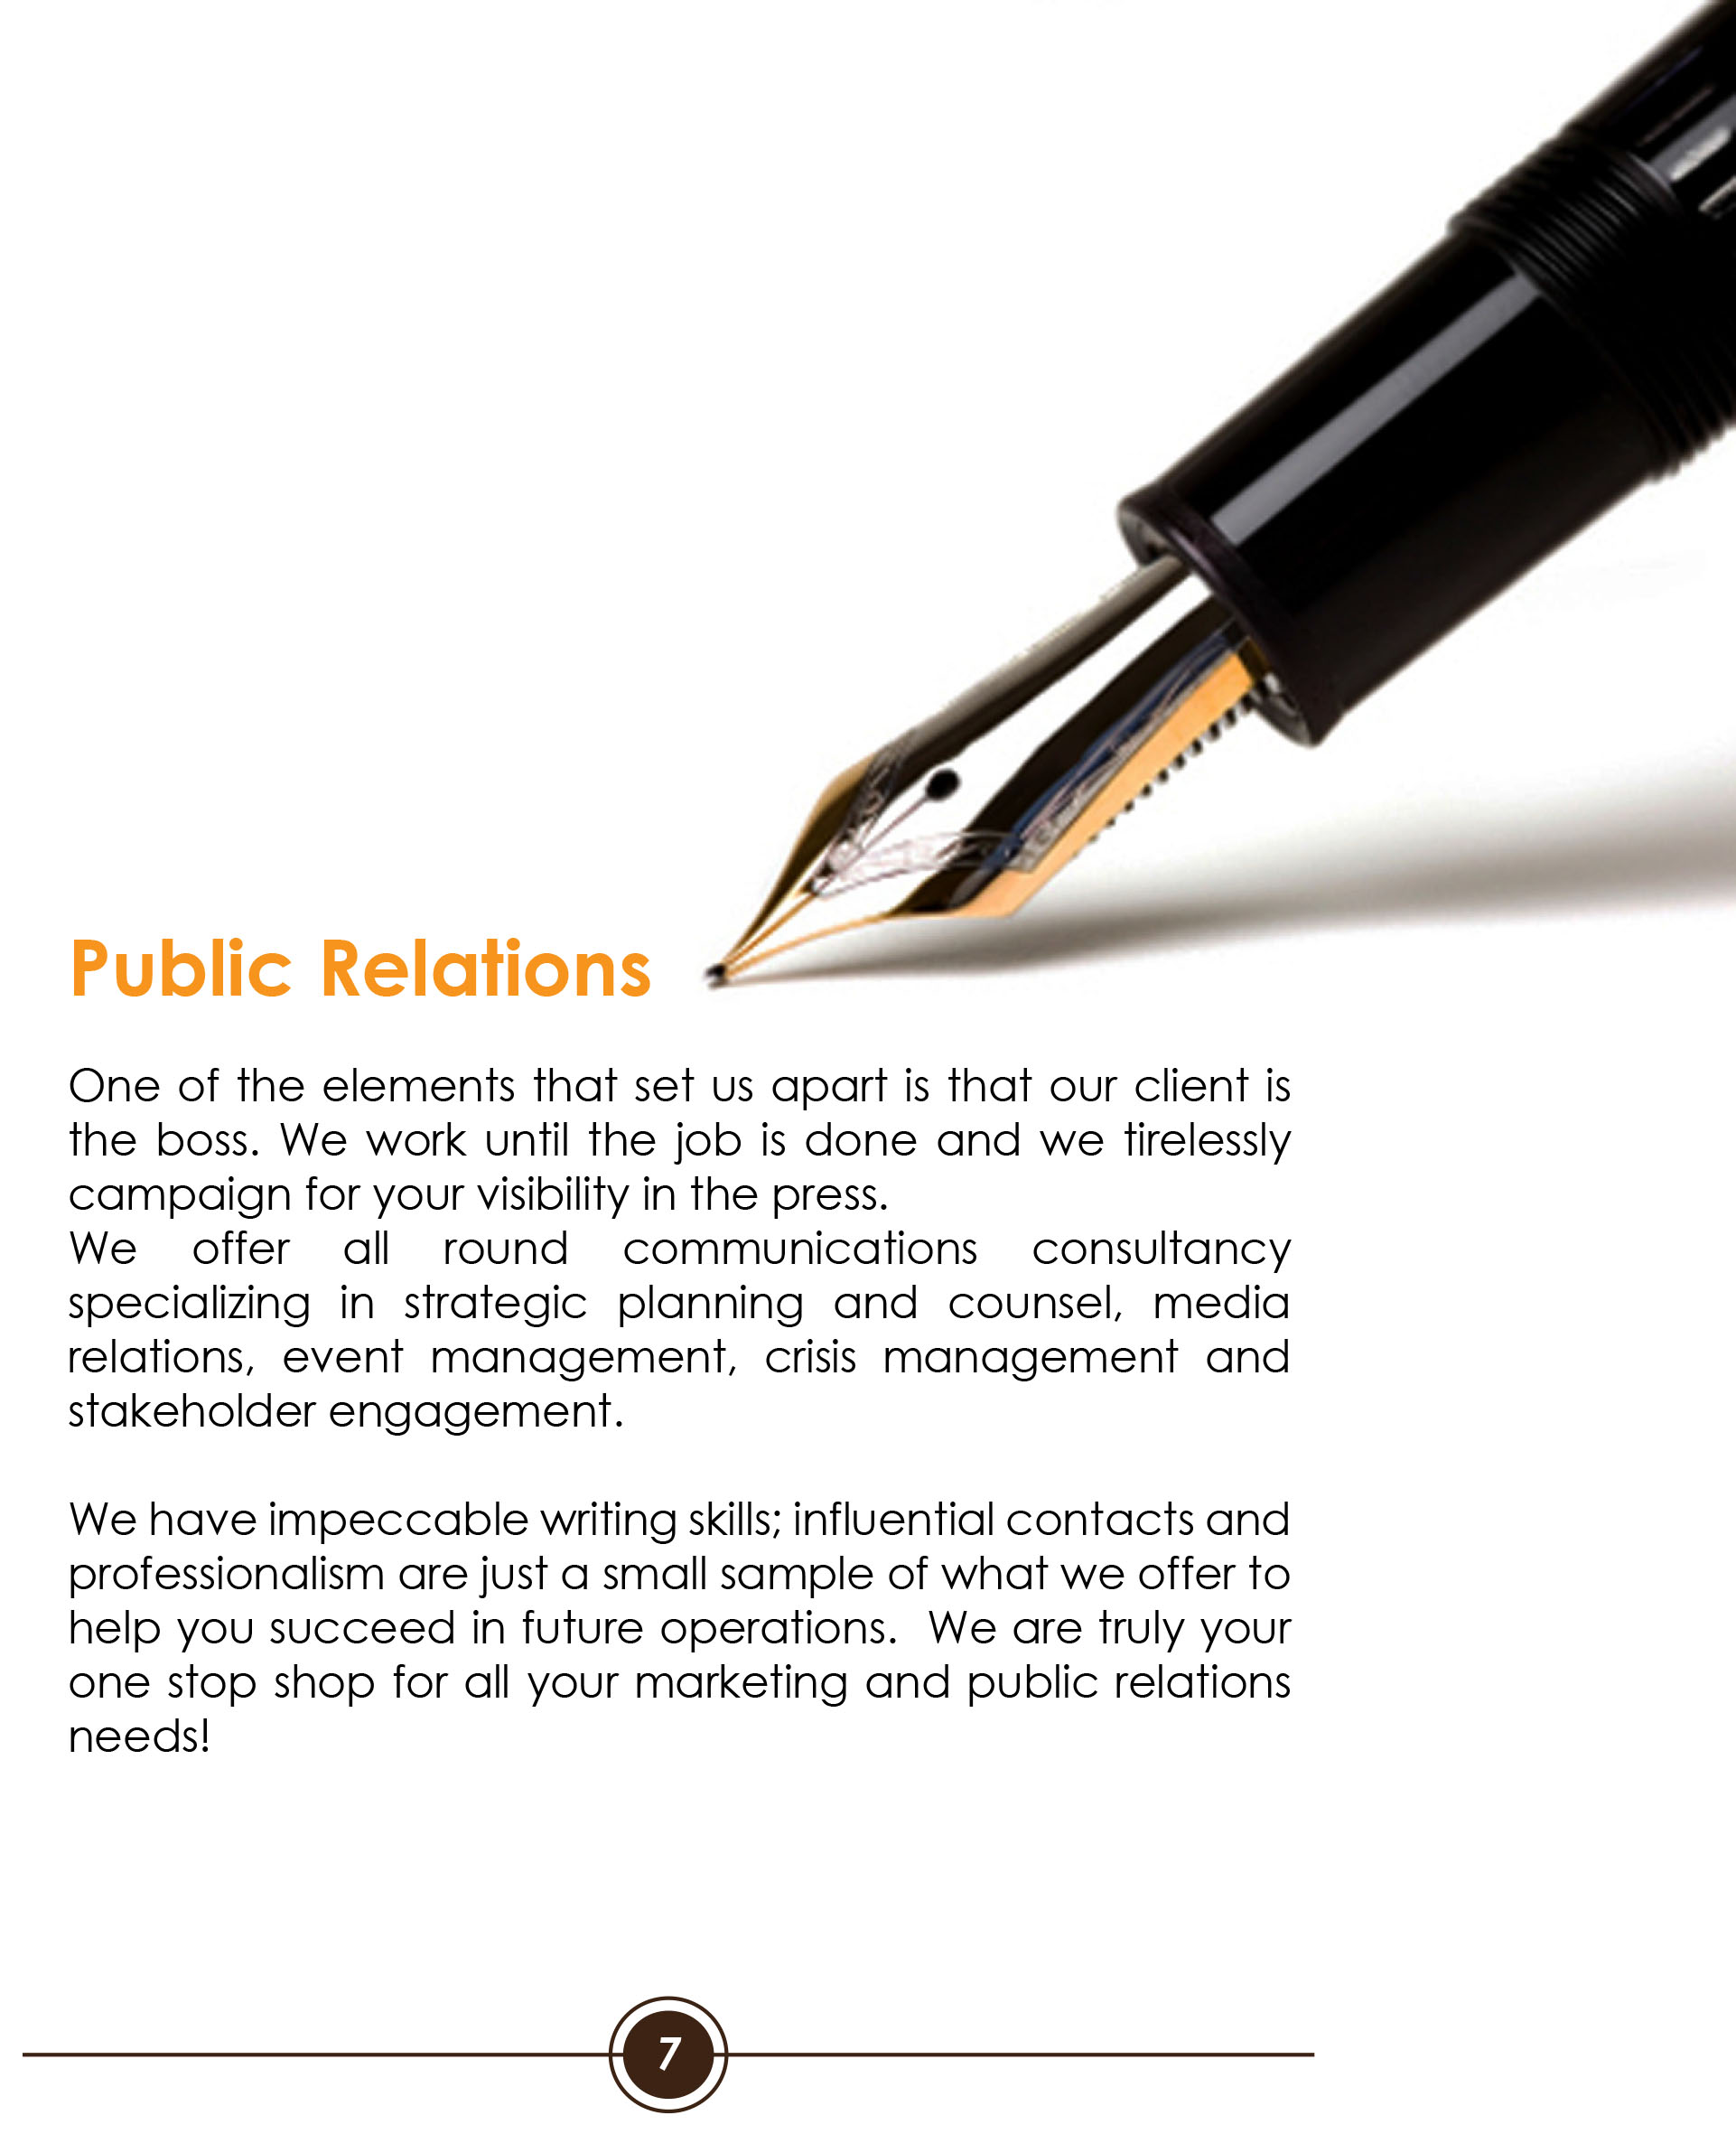 Public Relations
One of the elements that set us apart is that our client is
the boss. We work until the job is done and we tirelessly
campaign for your visibility in the press.
We offer all round communications consultancy
specializing in strategic planning and counsel, media
relations, event management, crisis management and
stakeholder engagement.
We have impeccable writing skills; influential contacts and
professionalism are just a small sample of what we offer to
help you succeed in future operations.  We are truly your
one stop shop for all your marketing and public relations
needs!
7